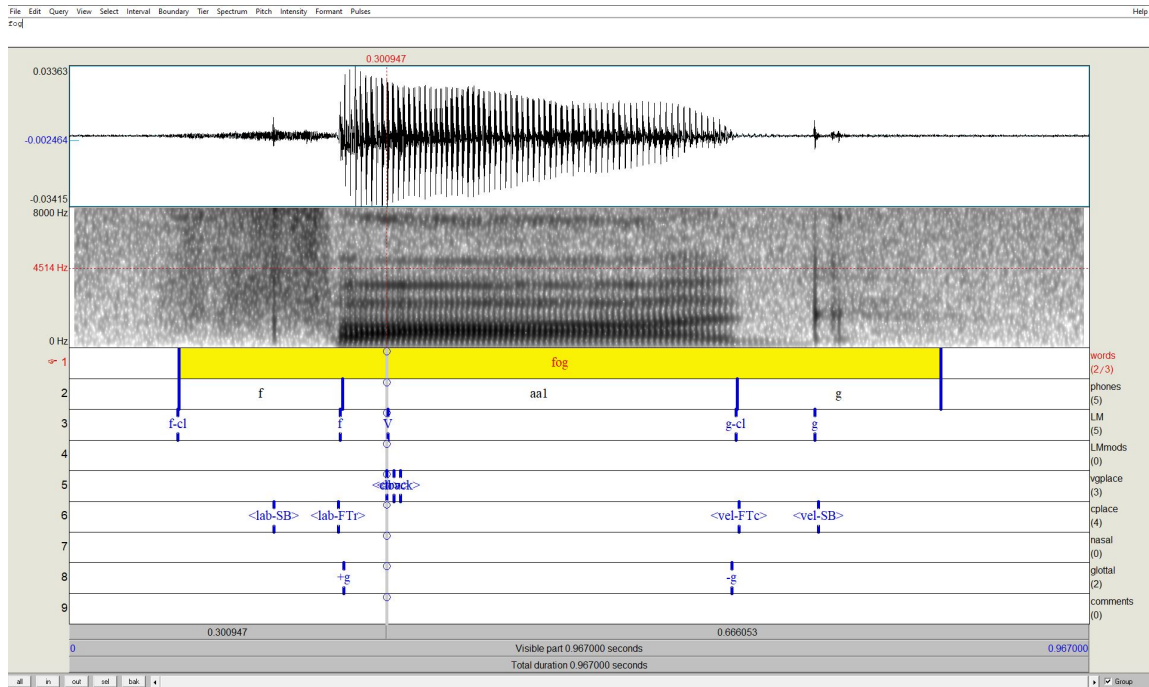 File Edit Query View Select Interval Boundary Tier Spectrum Pitch Intensity Formant Pulses Help
fog
0.300947
0.03363
-0.002464
-0.03415
8000 Hz
4514 Hz
0 Hz
1 fog words (2/3)
2 f aa1 g phones (5)
3 f-cl f V g-cl g LM (5)
4 LMmods (0)
5 vgplace (3)
6 <lab-SB> <lab-FTr> <vel-FTc> <vel-SB> cplace (4)
7 nasal (0)
8 +g -g glottal (2)
9 comments (0)
0.300947 0.666053
0 Visible part 0.967000 seconds 0.967000
Total duration 0.967000 seconds
all in out sel bak Group